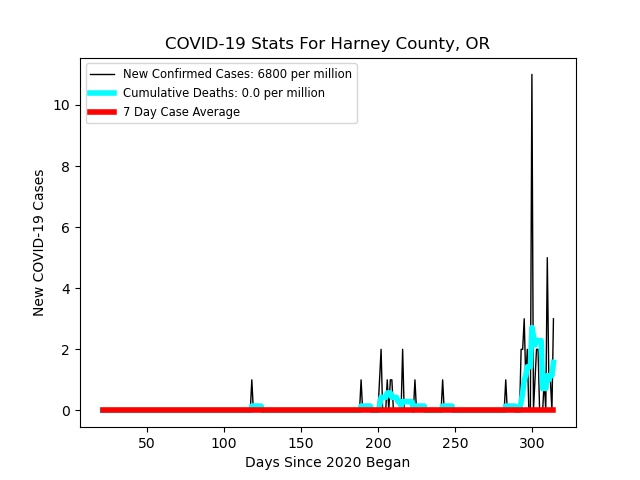 COVID-19 Stats For Harney County, OR
New Confirmed Cases: 6800 per million
Cumulative Deaths: 0.0 per million
7 Day Case Average
New COVID-19 Cases
10
8
6
4
2
0
50 100 150 200 250 300
Days Since 2020 Began